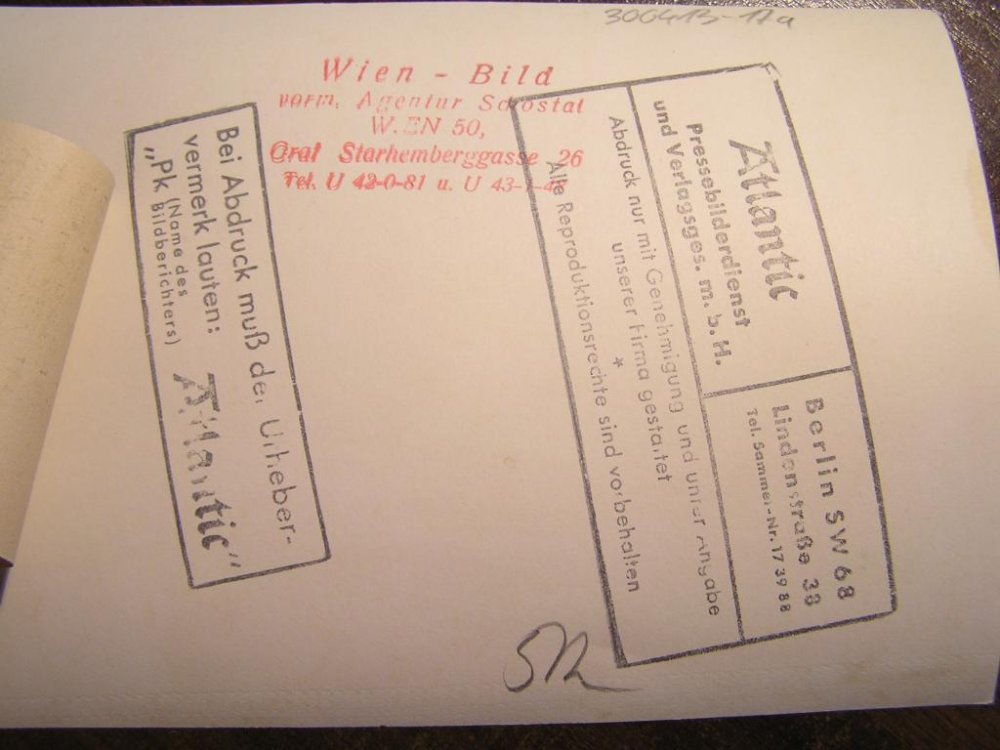 300413-17a
Wien - Bild
vorm. Agentur Schostal
WIEN 50,
Graf Starhemberggasse 26
Tel. U 42-0-81 u. U 43-
Atlantic
Pressebilderdienst
und Verlagsges. m. b. H.
Berlin SW 68
Lindenstraße 38
Tel. Sammel-Nr. 17 39 88
Abdruck nur mit Genehmigung und unter Angabe
unserer Firma gestattet
*
Alle Reproduktionsrechte sind vorbehalten
Bei Abdruck muß der Urheber-
vermerk lauten:
„Pk (Name des
Bildberichters) Atlantic"